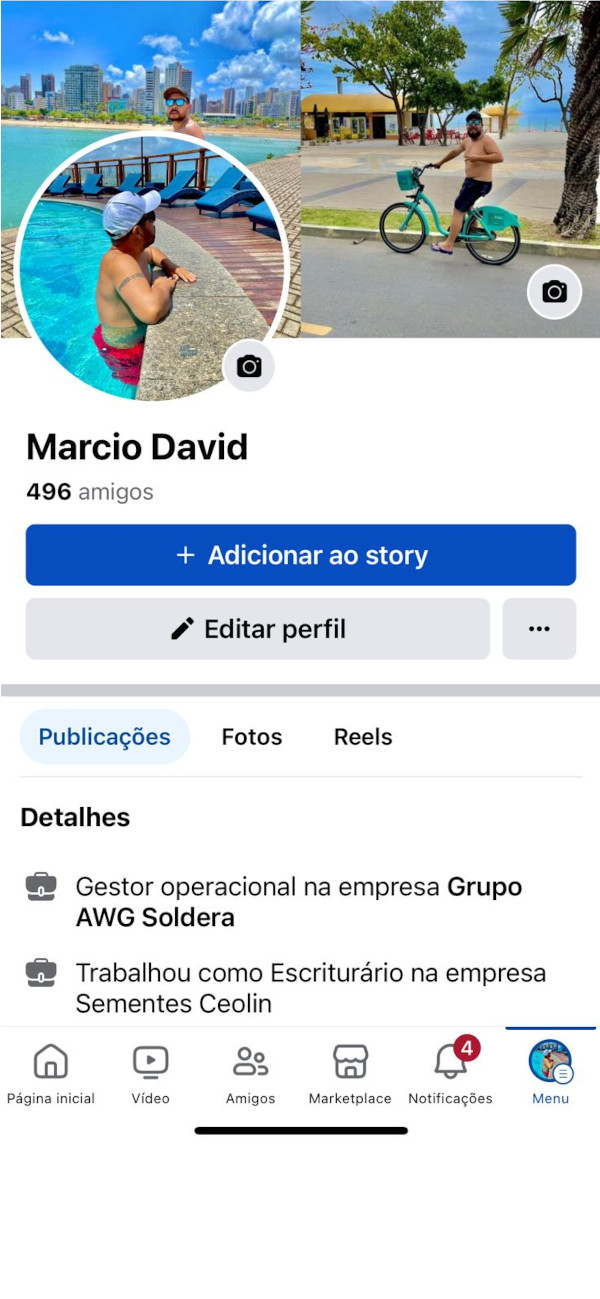 Marcio David
496 amigos
+ Adicionar ao story
Editar perfil
Publicações
Fotos
Reels
Detalhes
Gestor operacional na empresa Grupo
AWG Soldera
Trabalhou como Escriturário na empresa
Sementes Ceolin
4
Página inicial
Vídeo
Amigos
Marketplace
Notificações
Menu